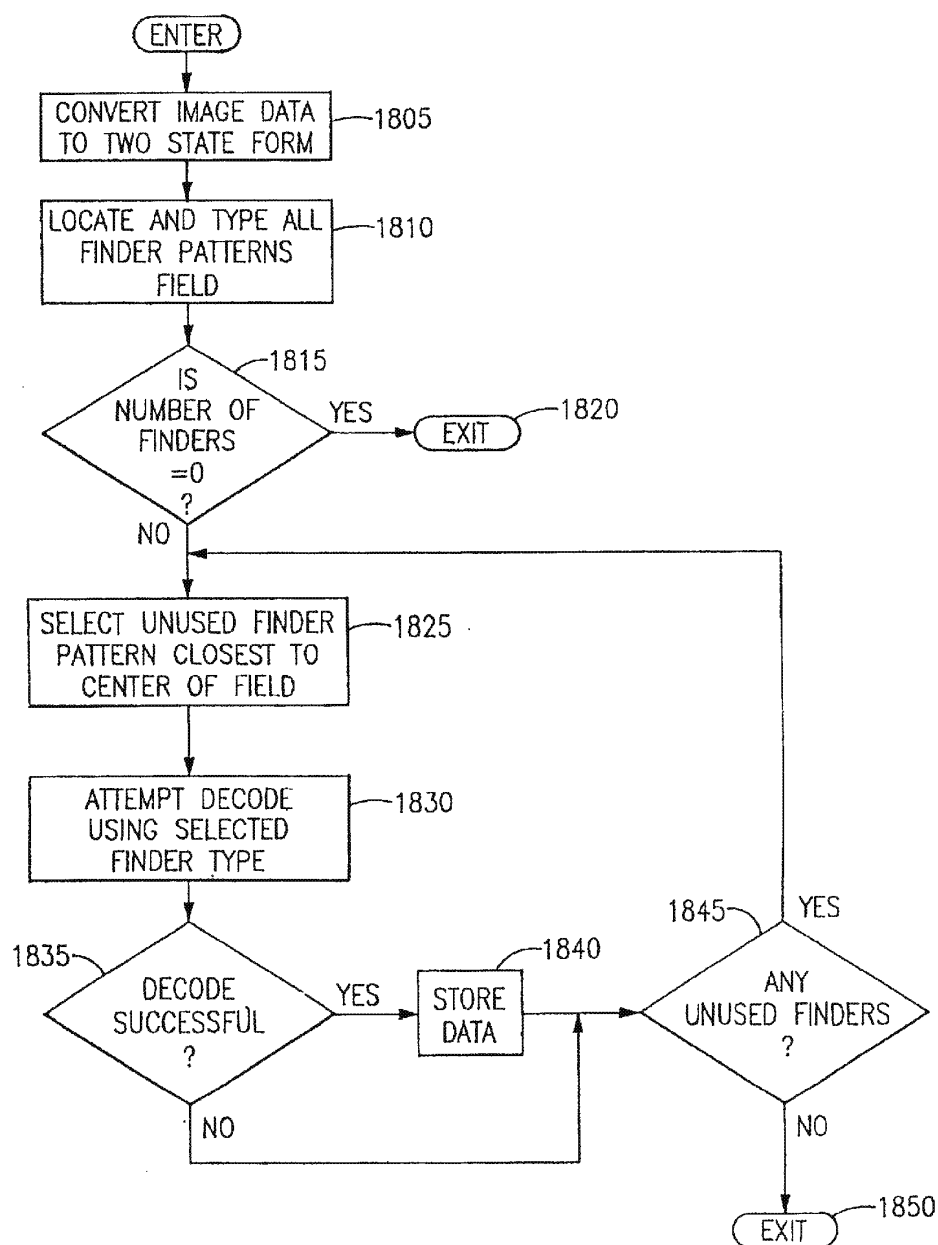 ENTER
CONVERT IMAGE DATA
TO TWO STATE FORM
1805
LOCATE AND TYPE ALL
FINDER PATTERNS
FIELD
1810
IS
NUMBER OF
FINDERS
=0
?
1815
YES
EXIT
1820
NO
SELECT UNUSED FINDER
PATTERN CLOSEST TO
CENTER OF FIELD
1825
ATTEMPT DECODE
USING SELECTED
FINDER TYPE
1830
1835
DECODE
SUCCESSFUL
?
YES
NO
1840
STORE
DATA
1845
YES
ANY
UNUSED FINDERS
?
NO
EXIT
1850